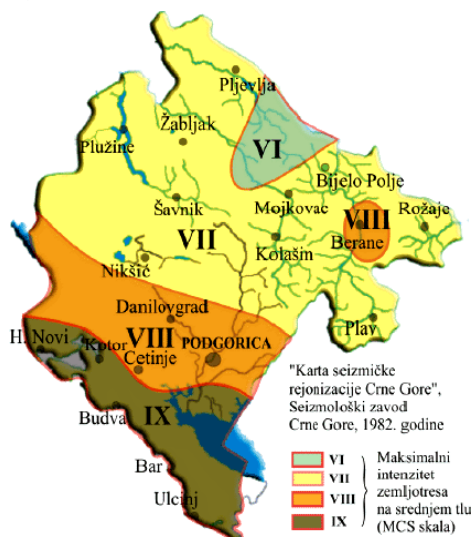 Pljevlja
Žabljak
Plužine
VI
Bijelo Polje
Mojkovac
Šavnik
VIII
Rožaje
Berane
VII
Kolašin
Nikšić
Danilovgrad
Plav
VIII
PODGORICA
H. Novi
Kotor
Cetinje
IX
Budva
Bar
Ulcinj
"Karta seizmičke
rejonizacije Crne Gore",
Seizmološki zavod
Crne Gore, 1982. godine
VI
VII
VIII
IX
Maksimalni
intenzitet
zemljotresa
na srednjem tlu
(MCS skala)